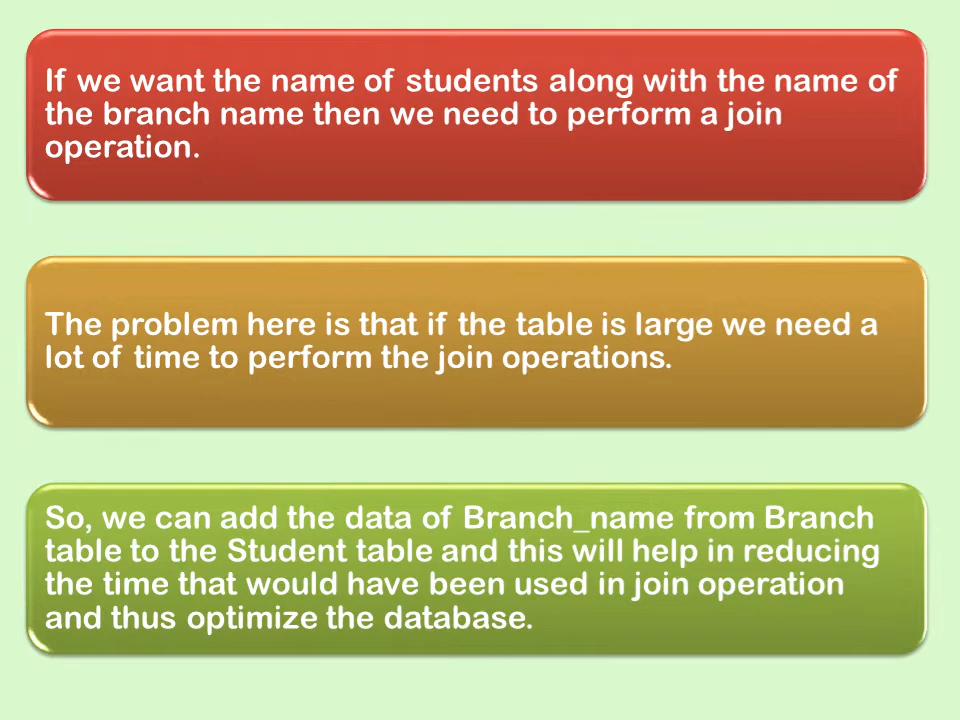 If we want the name of students along with the name of
the branch name then we need to perform a join
operation.
The problem here is that if the table is large we need a
lot of time to perform the join operations.
So, we can add the data of Branch_name from Branch
table to the Student table and this will help in reducing
the time that would have been used in join operation
and thus optimize the database.